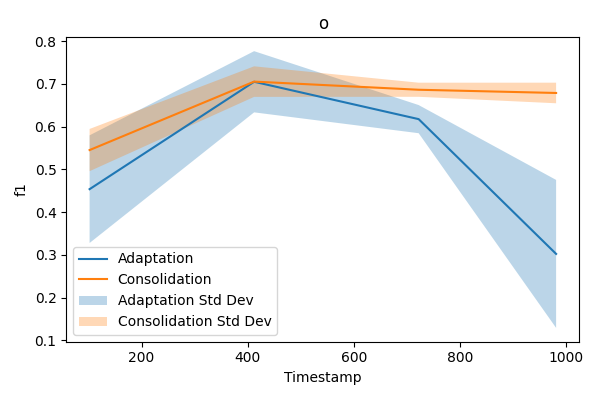 o
f1
0.8
0.7
0.6
0.5
0.4
0.3
0.2
0.1
Adaptation
Consolidation
Adaptation Std Dev
Consolidation Std Dev
200 400 600 800 1000
Timestamp